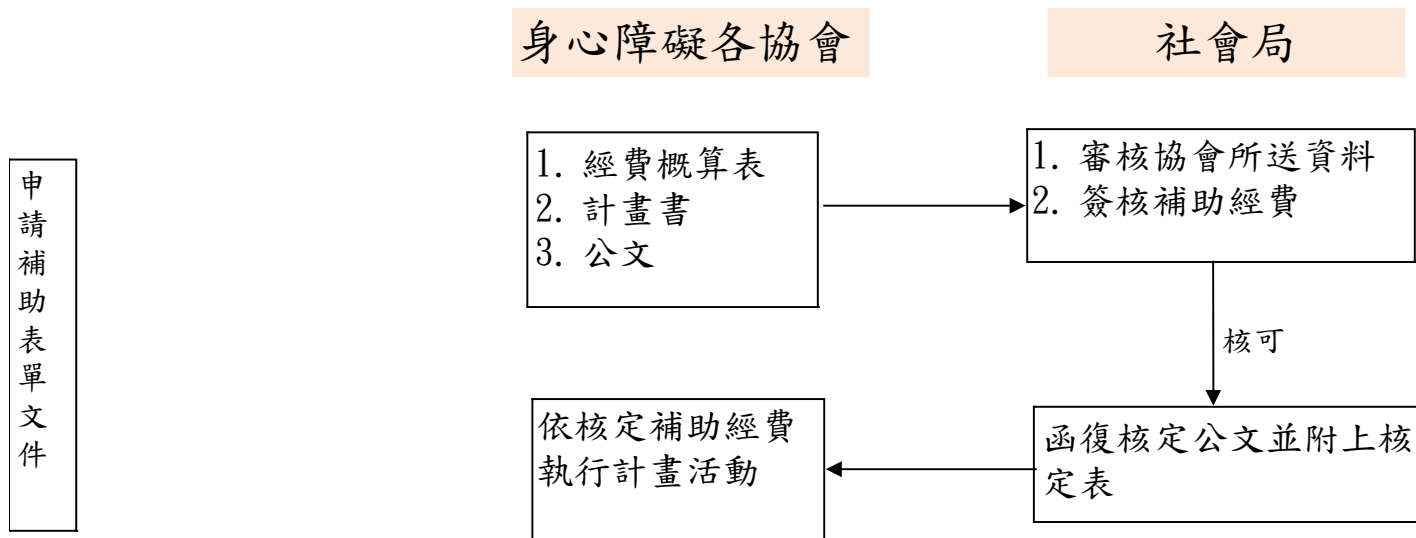 身心障礙各協會
社會局
申
請
補
助
表
單
文
件
1. 經費概算表
2. 計畫書
3. 公文
1. 審核協會所送資料
2. 簽核補助經費
核可
函復核定公文並附上核
定表
依核定補助經費
執行計畫活動